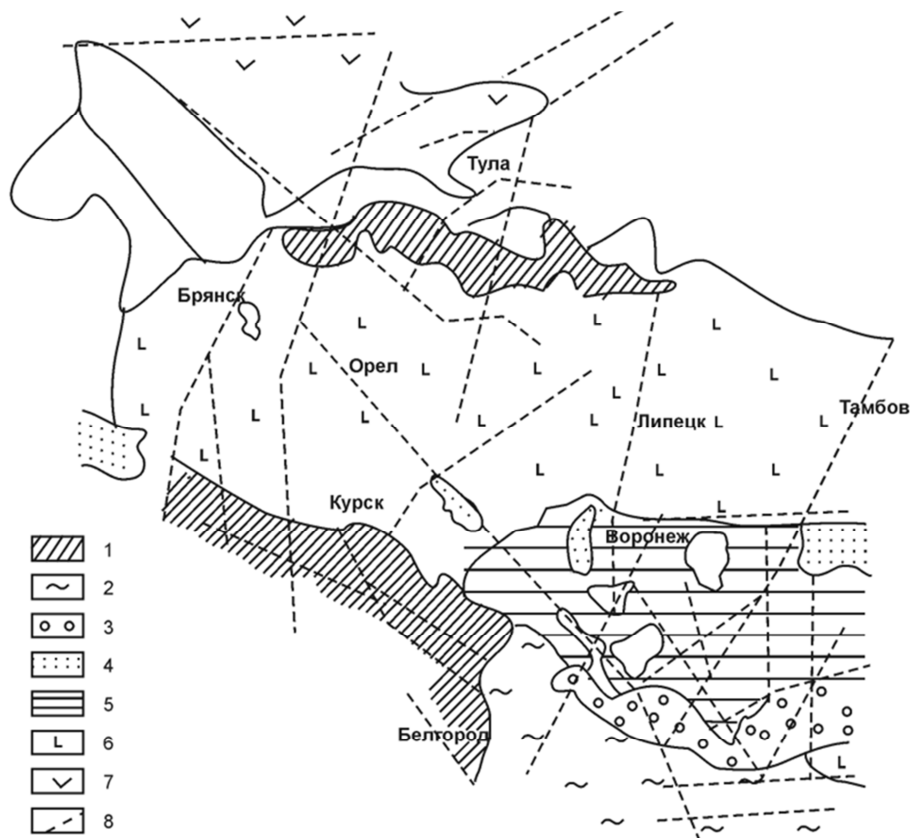 Тула
Брянск
Орел
Тамбов
Липецк
Курск
Воронеж
Белгород
1
2
3
4
5
6
7
8